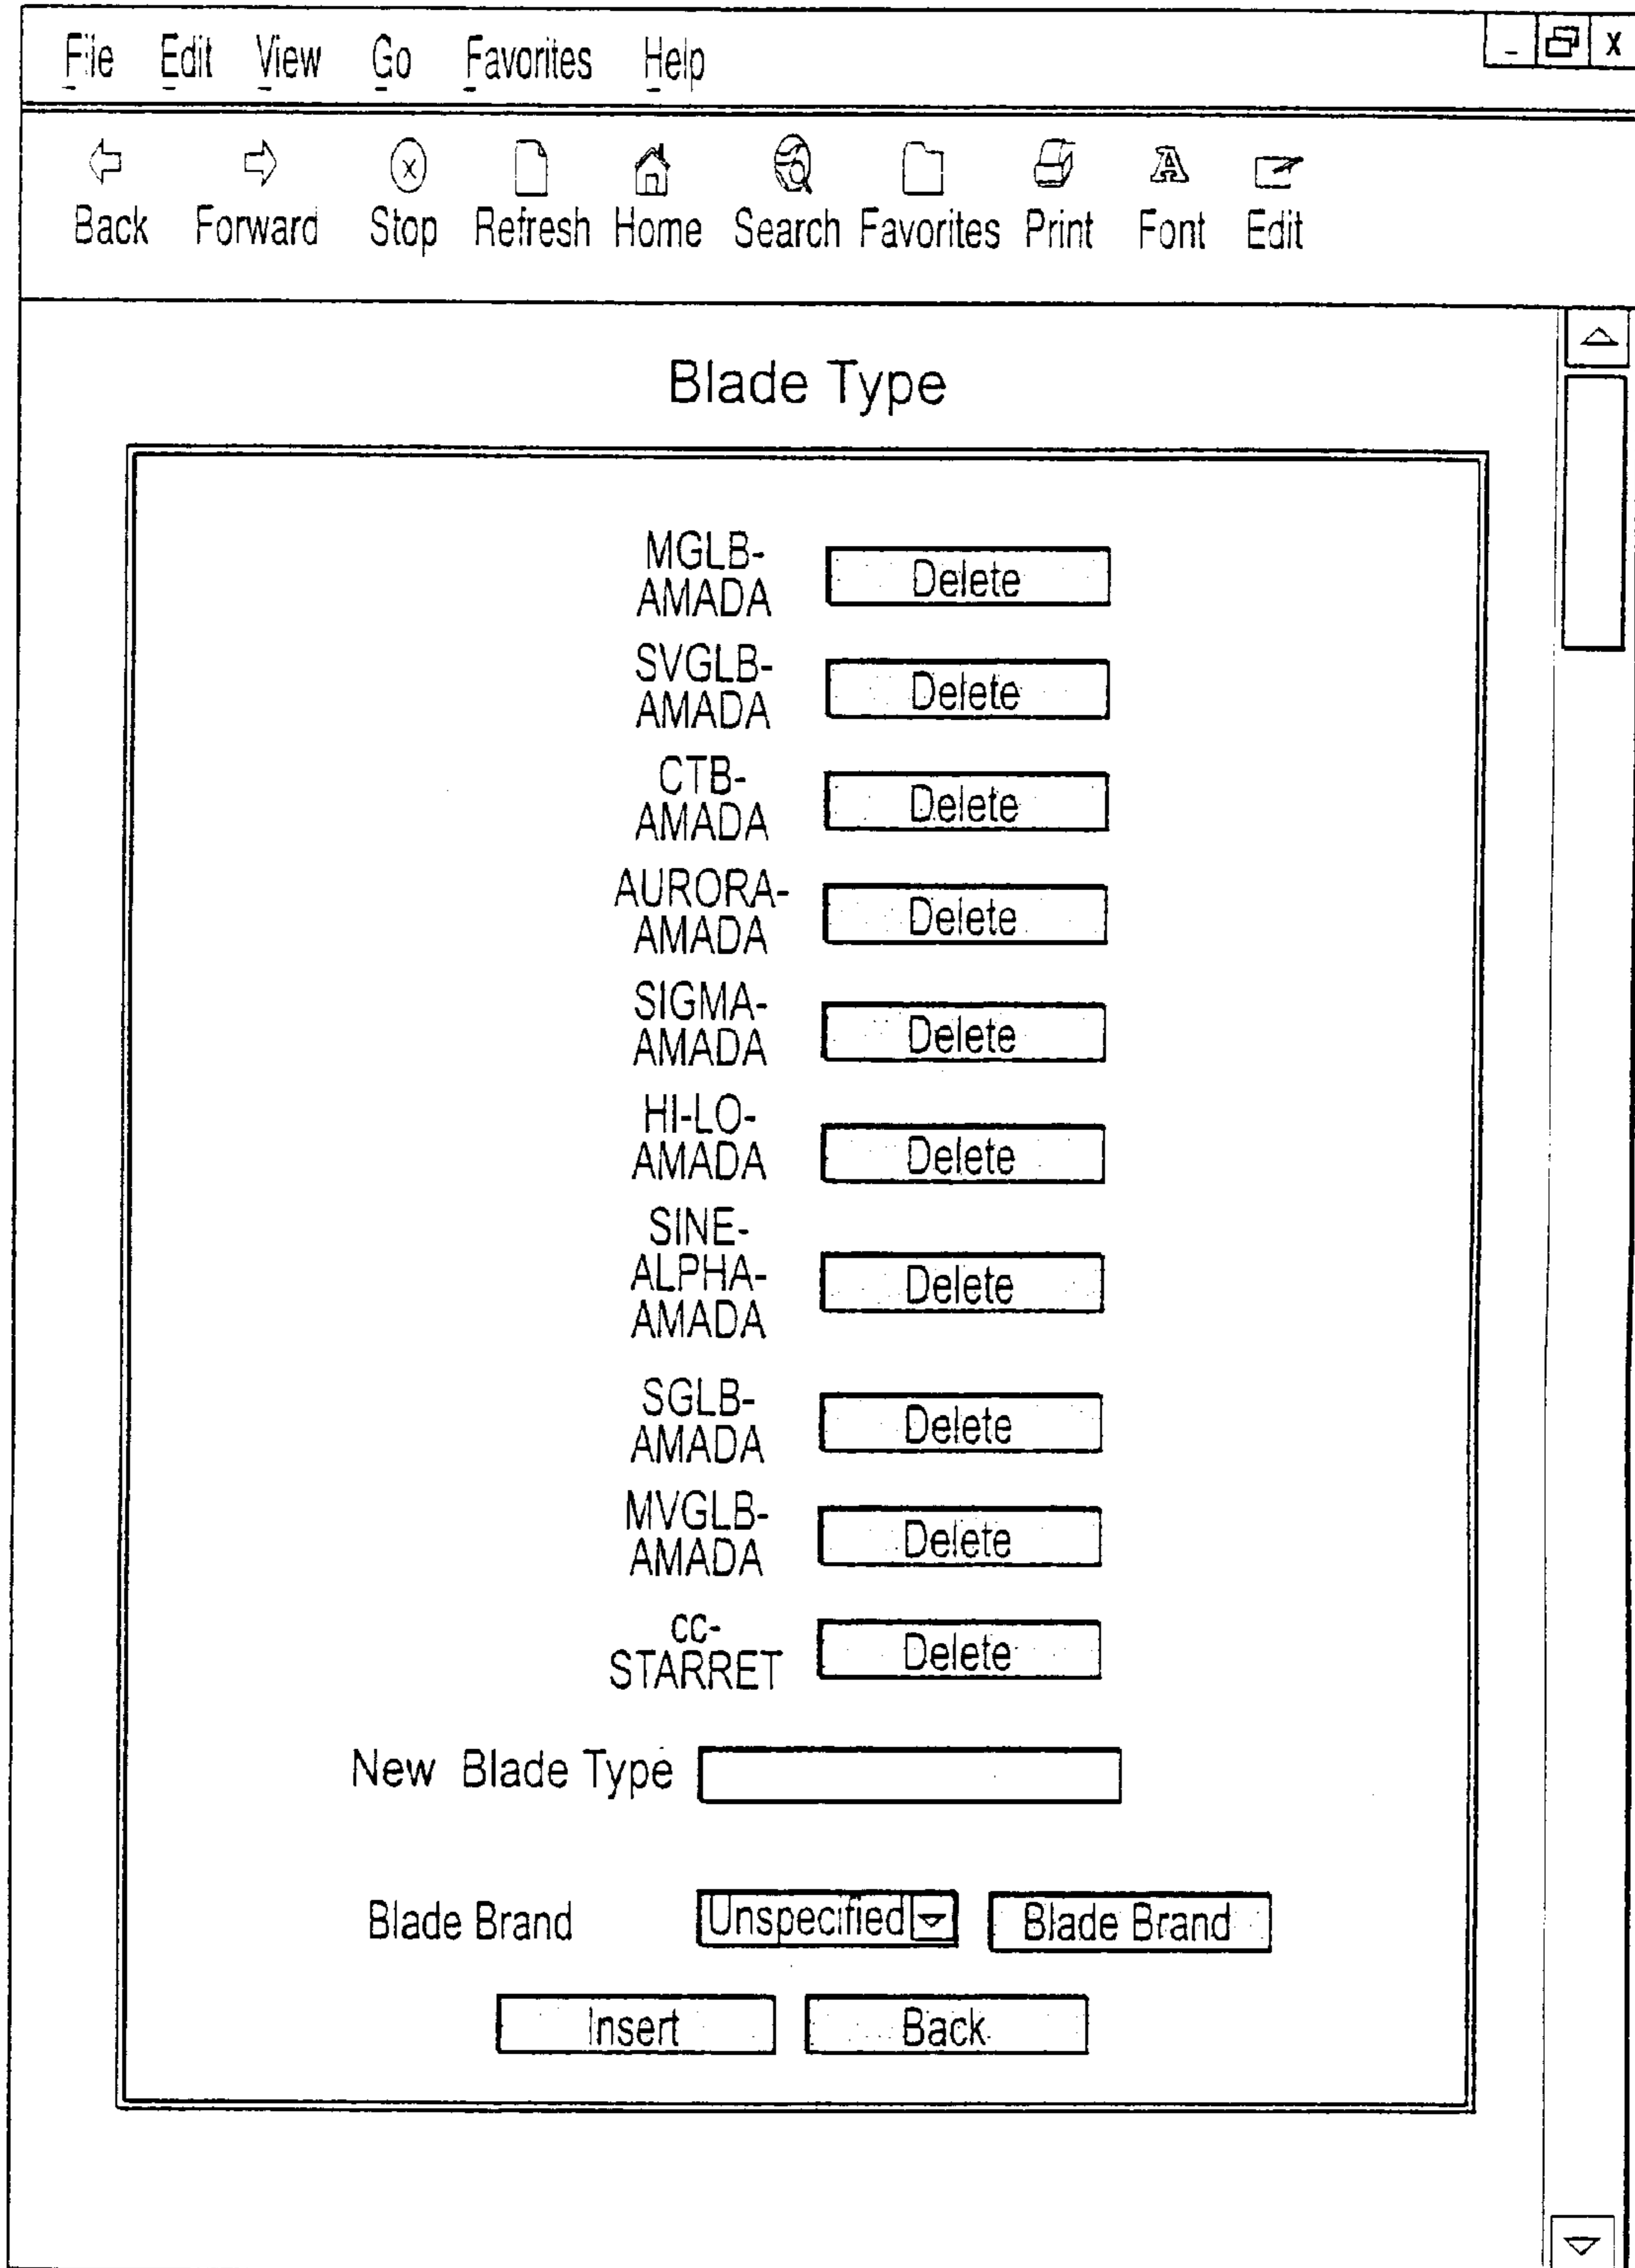 File Edit View Go Favorites Help - X
Back Forward Stop Refresh Home Search Favorites Print Font Edit
Blade Type
MGLB-
AMADA Delete
SVGLB-
AMADA Delete
CTB-
AMADA Delete
AURORA-
AMADA Delete
SIGMA-
AMADA Delete
HI-LO-
AMADA Delete
SINE-
ALPHA- Delete
AMADA
SGLB-
AMADA Delete
MVGLB-
AMADA Delete
cc-
STARRET Delete
New Blade Type
Blade Brand Unspecified Blade Brand
Insert Back